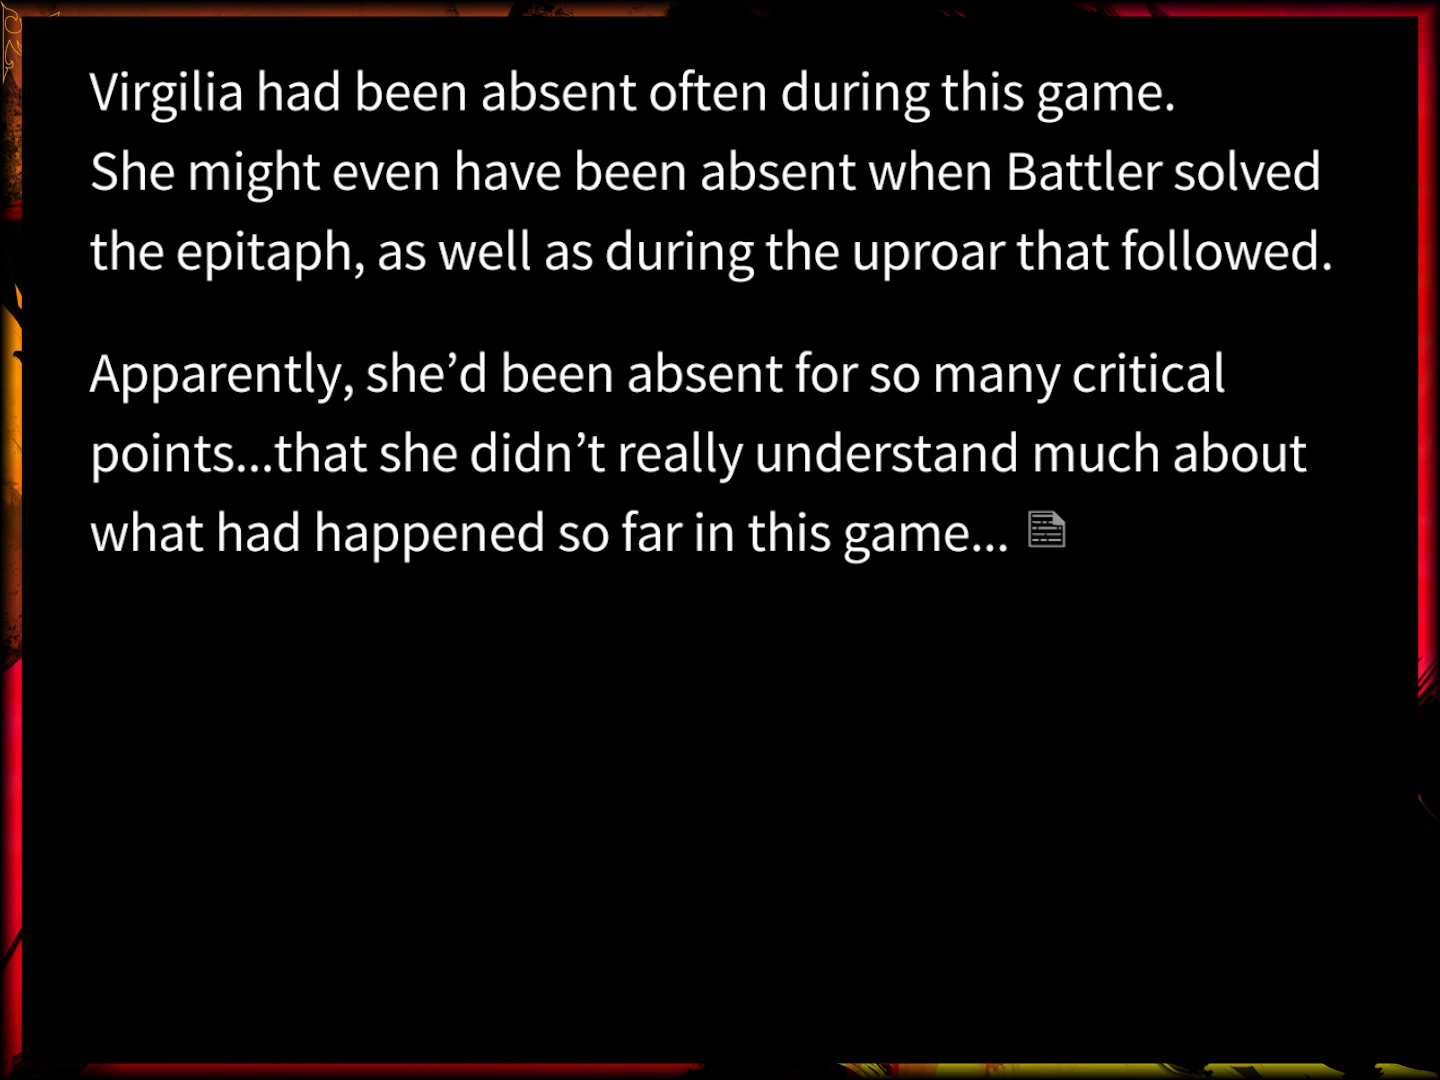 Virgilia had been absent often during this game.
She might even have been absent when Battler solved
the epitaph, as well as during the uproar that followed.
Apparently, she’d been absent for so many critical
points...that she didn’t really understand much about
what had happened so far in this game...